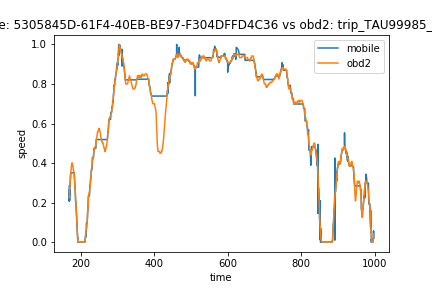 e: 5305845D-61F4-40EB-BE97-F304DFFD4C36 vs obd2: trip_TAU99985_
mobile
obd2
1.0
0.8
0.6
0.4
0.2
0.0
speed
200
400
600
800
1000
time